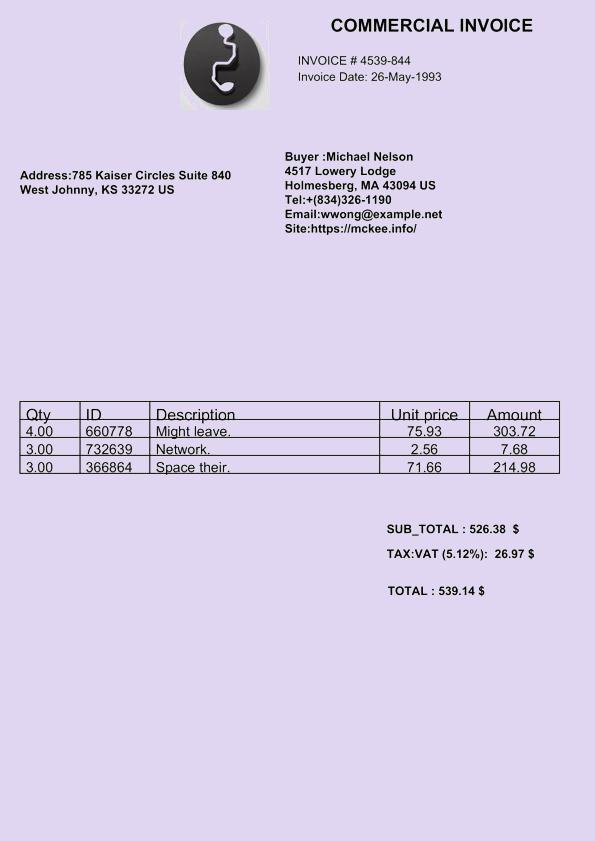 COMMERCIAL INVOICE
INVOICE # 4539-844
Invoice Date: 26-May-1993
Address:785 Kaiser Circles Suite 840
West Johnny, KS 33272 US
Buyer :Michael Nelson
4517 Lowery Lodge
Holmesberg, MA 43094 US
Tel:+(834)326-1190
Email:wwong@example.net
Site:https://mckee.info/
Qty ID Description Unit price Amount
4.00 660778 Might leave. 75.93 303.72
3.00 732639 Network. 2.56 7.68
3.00 366864 Space their. 71.66 214.98
SUB_TOTAL : 526.38 $
TAX:VAT (5.12%): 26.97 $
TOTAL : 539.14 $